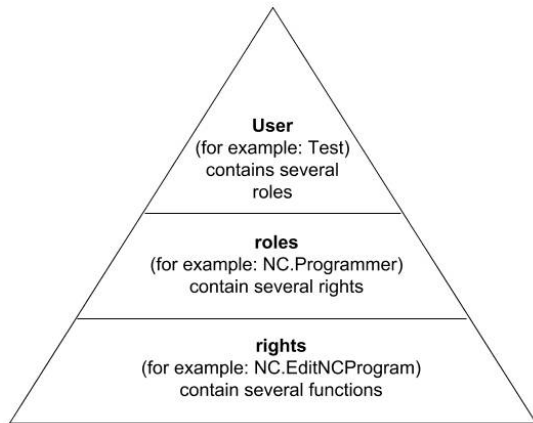 User
(for example: Test)
contains several
roles
roles
(for example: NC.Programmer)
contain several rights
rights
(for example: NC.EditNCProgram)
contain several functions